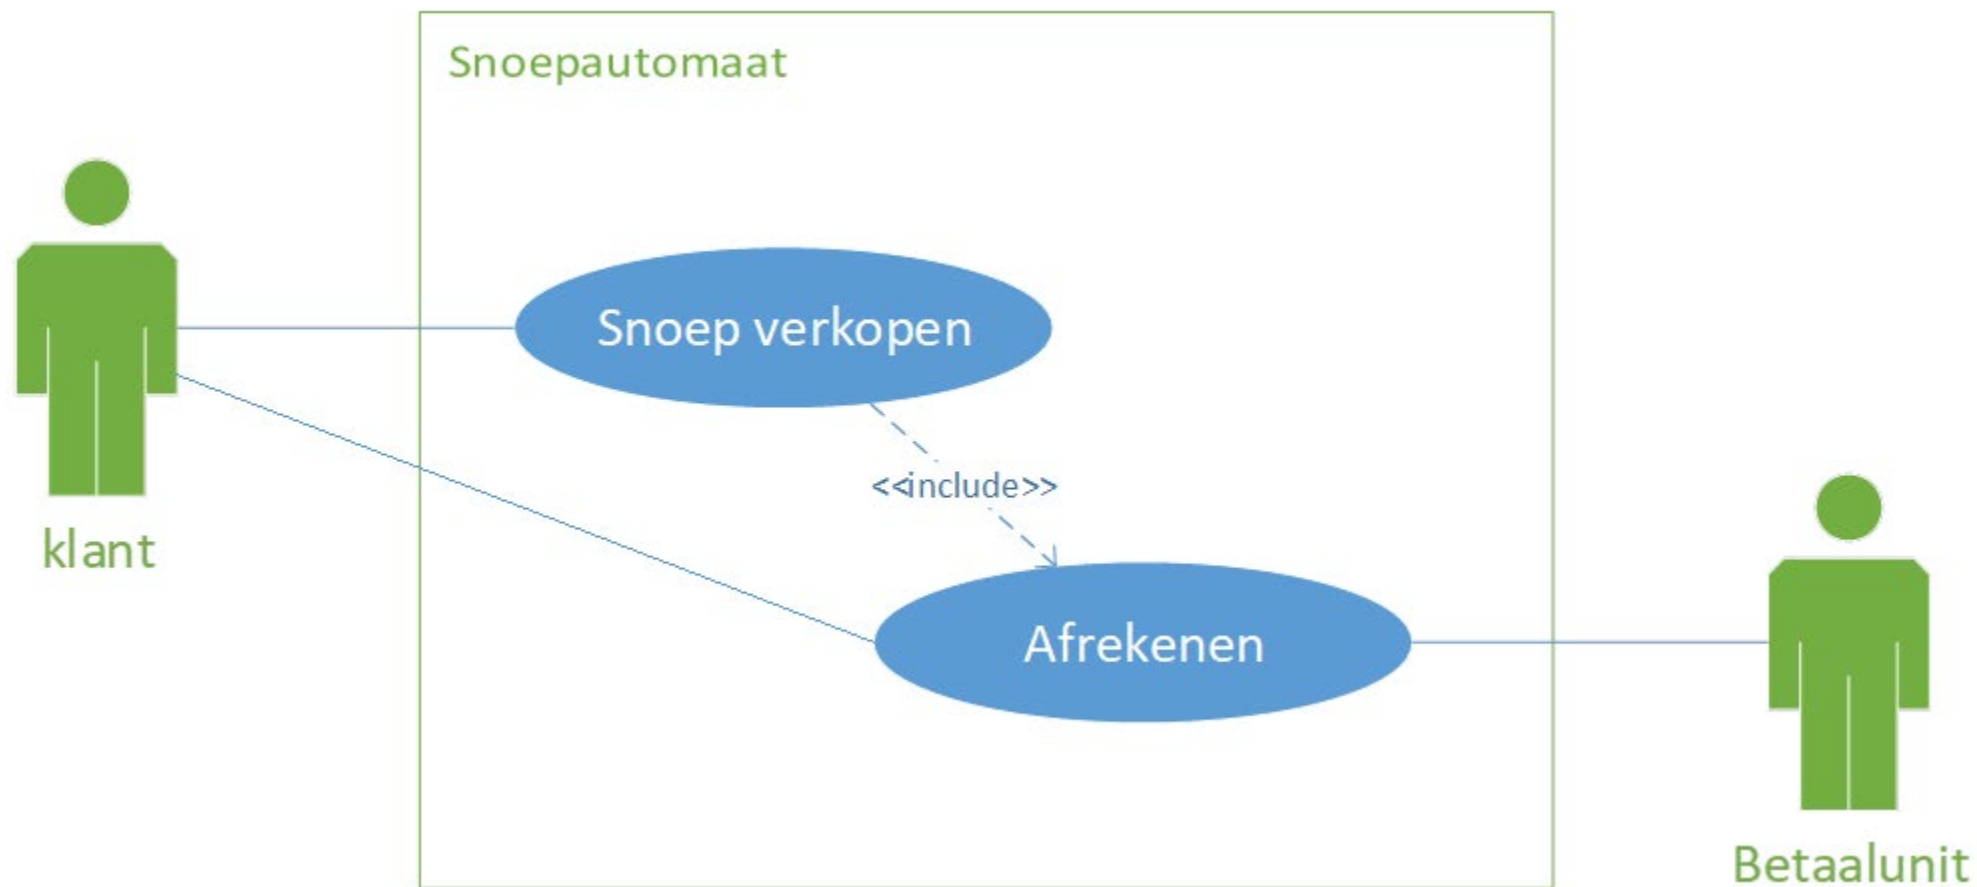 Snoepautomaat
Snoep verkopen
<<include>>
klant
Afrekenen
Betaalunit